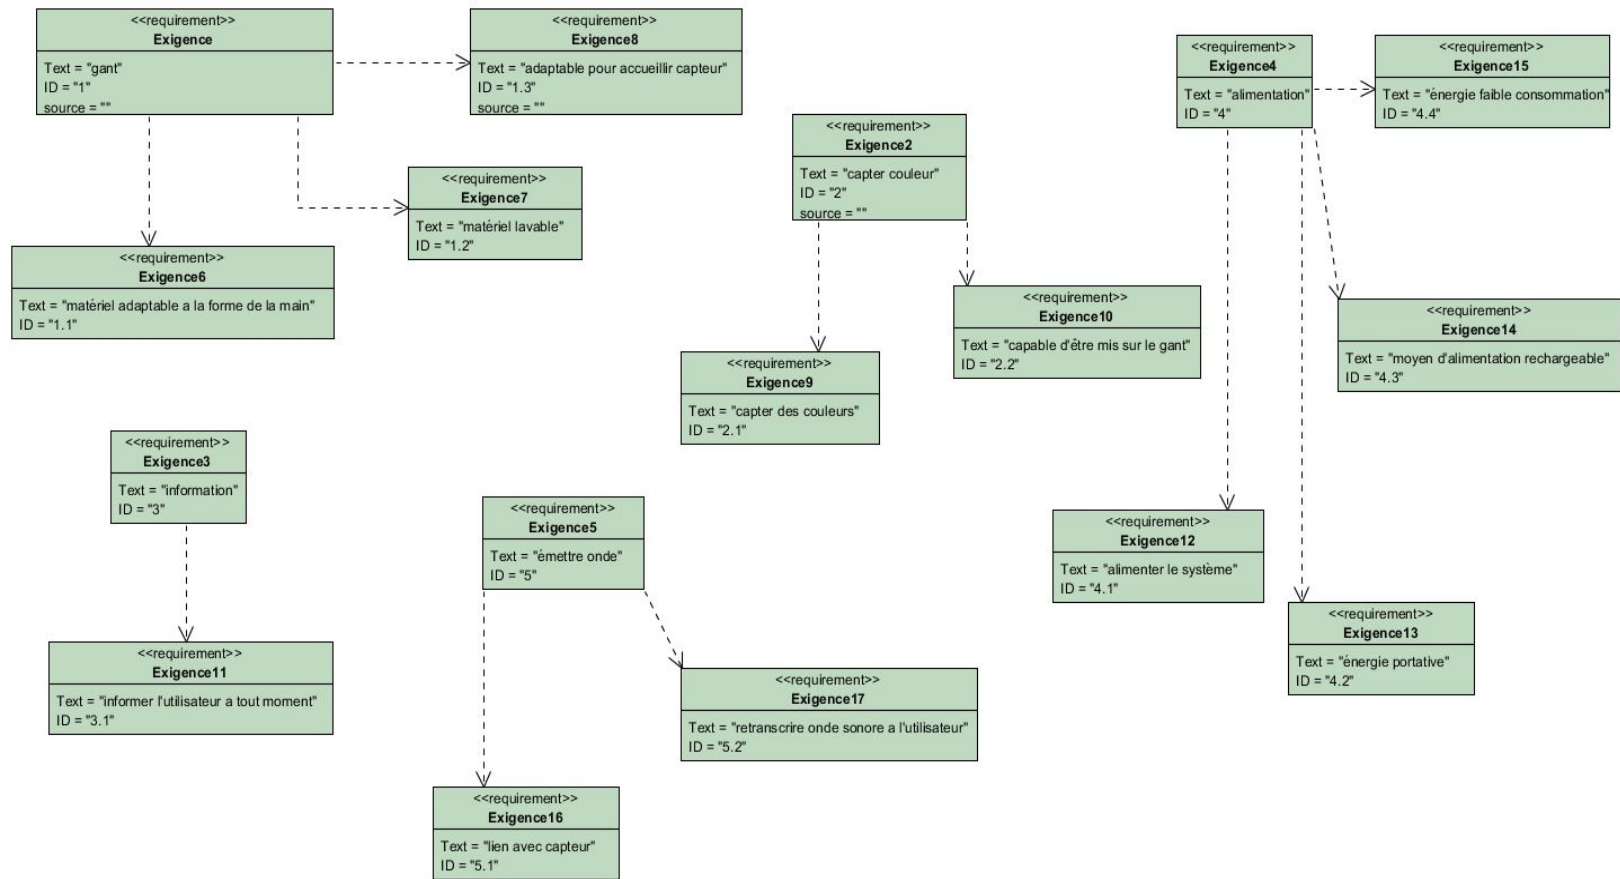 <<requirement>>
Exigence
Text = "gant"
ID = "1"
source = ""
<<requirement>>
Exigence8
Text = "adaptable pour accueillir capteur"
ID = "1.3"
source = ""
<<requirement>>
Exigence7
Text = "matériel lavable"
ID = "1.2"
<<requirement>>
Exigence6
Text = "matériel adaptable a la forme de la main"
ID = "1.1"
<<requirement>>
Exigence2
Text = "capter couleur"
ID = "2"
source = ""
<<requirement>>
Exigence10
Text = "capable d'être mis sur le gant"
ID = "2.2"
<<requirement>>
Exigence9
Text = "capter des couleurs"
ID = "2.1"
<<requirement>>
Exigence4
Text = "alimentation"
ID = "4"
<<requirement>>
Exigence15
Text = "énergie faible consommation"
ID = "4.4"
<<requirement>>
Exigence14
Text = "moyen d'alimentation rechargeable"
ID = "4.3"
<<requirement>>
Exigence12
Text = "alimenter le système"
ID = "4.1"
<<requirement>>
Exigence13
Text = "énergie portative"
ID = "4.2"
<<requirement>>
Exigence3
Text = "information"
ID = "3"
<<requirement>>
Exigence11
Text = "informer l'utilisateur a tout moment"
ID = "3.1"
<<requirement>>
Exigence5
Text = "émettre onde"
ID = "5"
<<requirement>>
Exigence17
Text = "retranscrire onde sonore a l'utilisateur"
ID = "5.2"
<<requirement>>
Exigence16
Text = "lien avec capteur"
ID = "5.1"